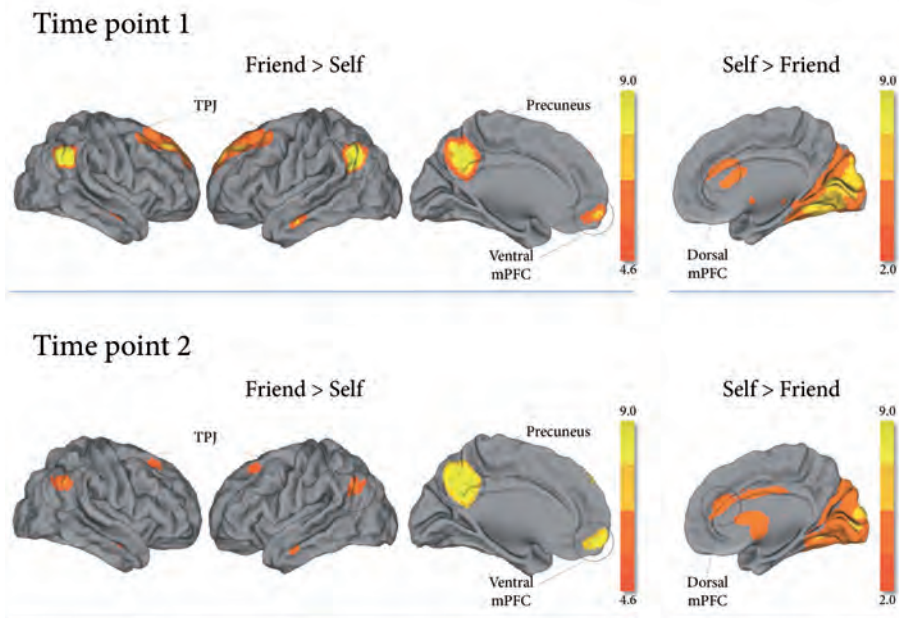 Time point 1
Friend > Self
Self > Friend
TPJ
Precuneus
9.0
9.0
Ventral
mPFC
4.6
Dorsal
mPFC
2.0
Time point 2
Friend > Self
Self > Friend
TPJ
Precuneus
9.0
9.0
Ventral
mPFC
4.6
Dorsal
mPFC
2.0